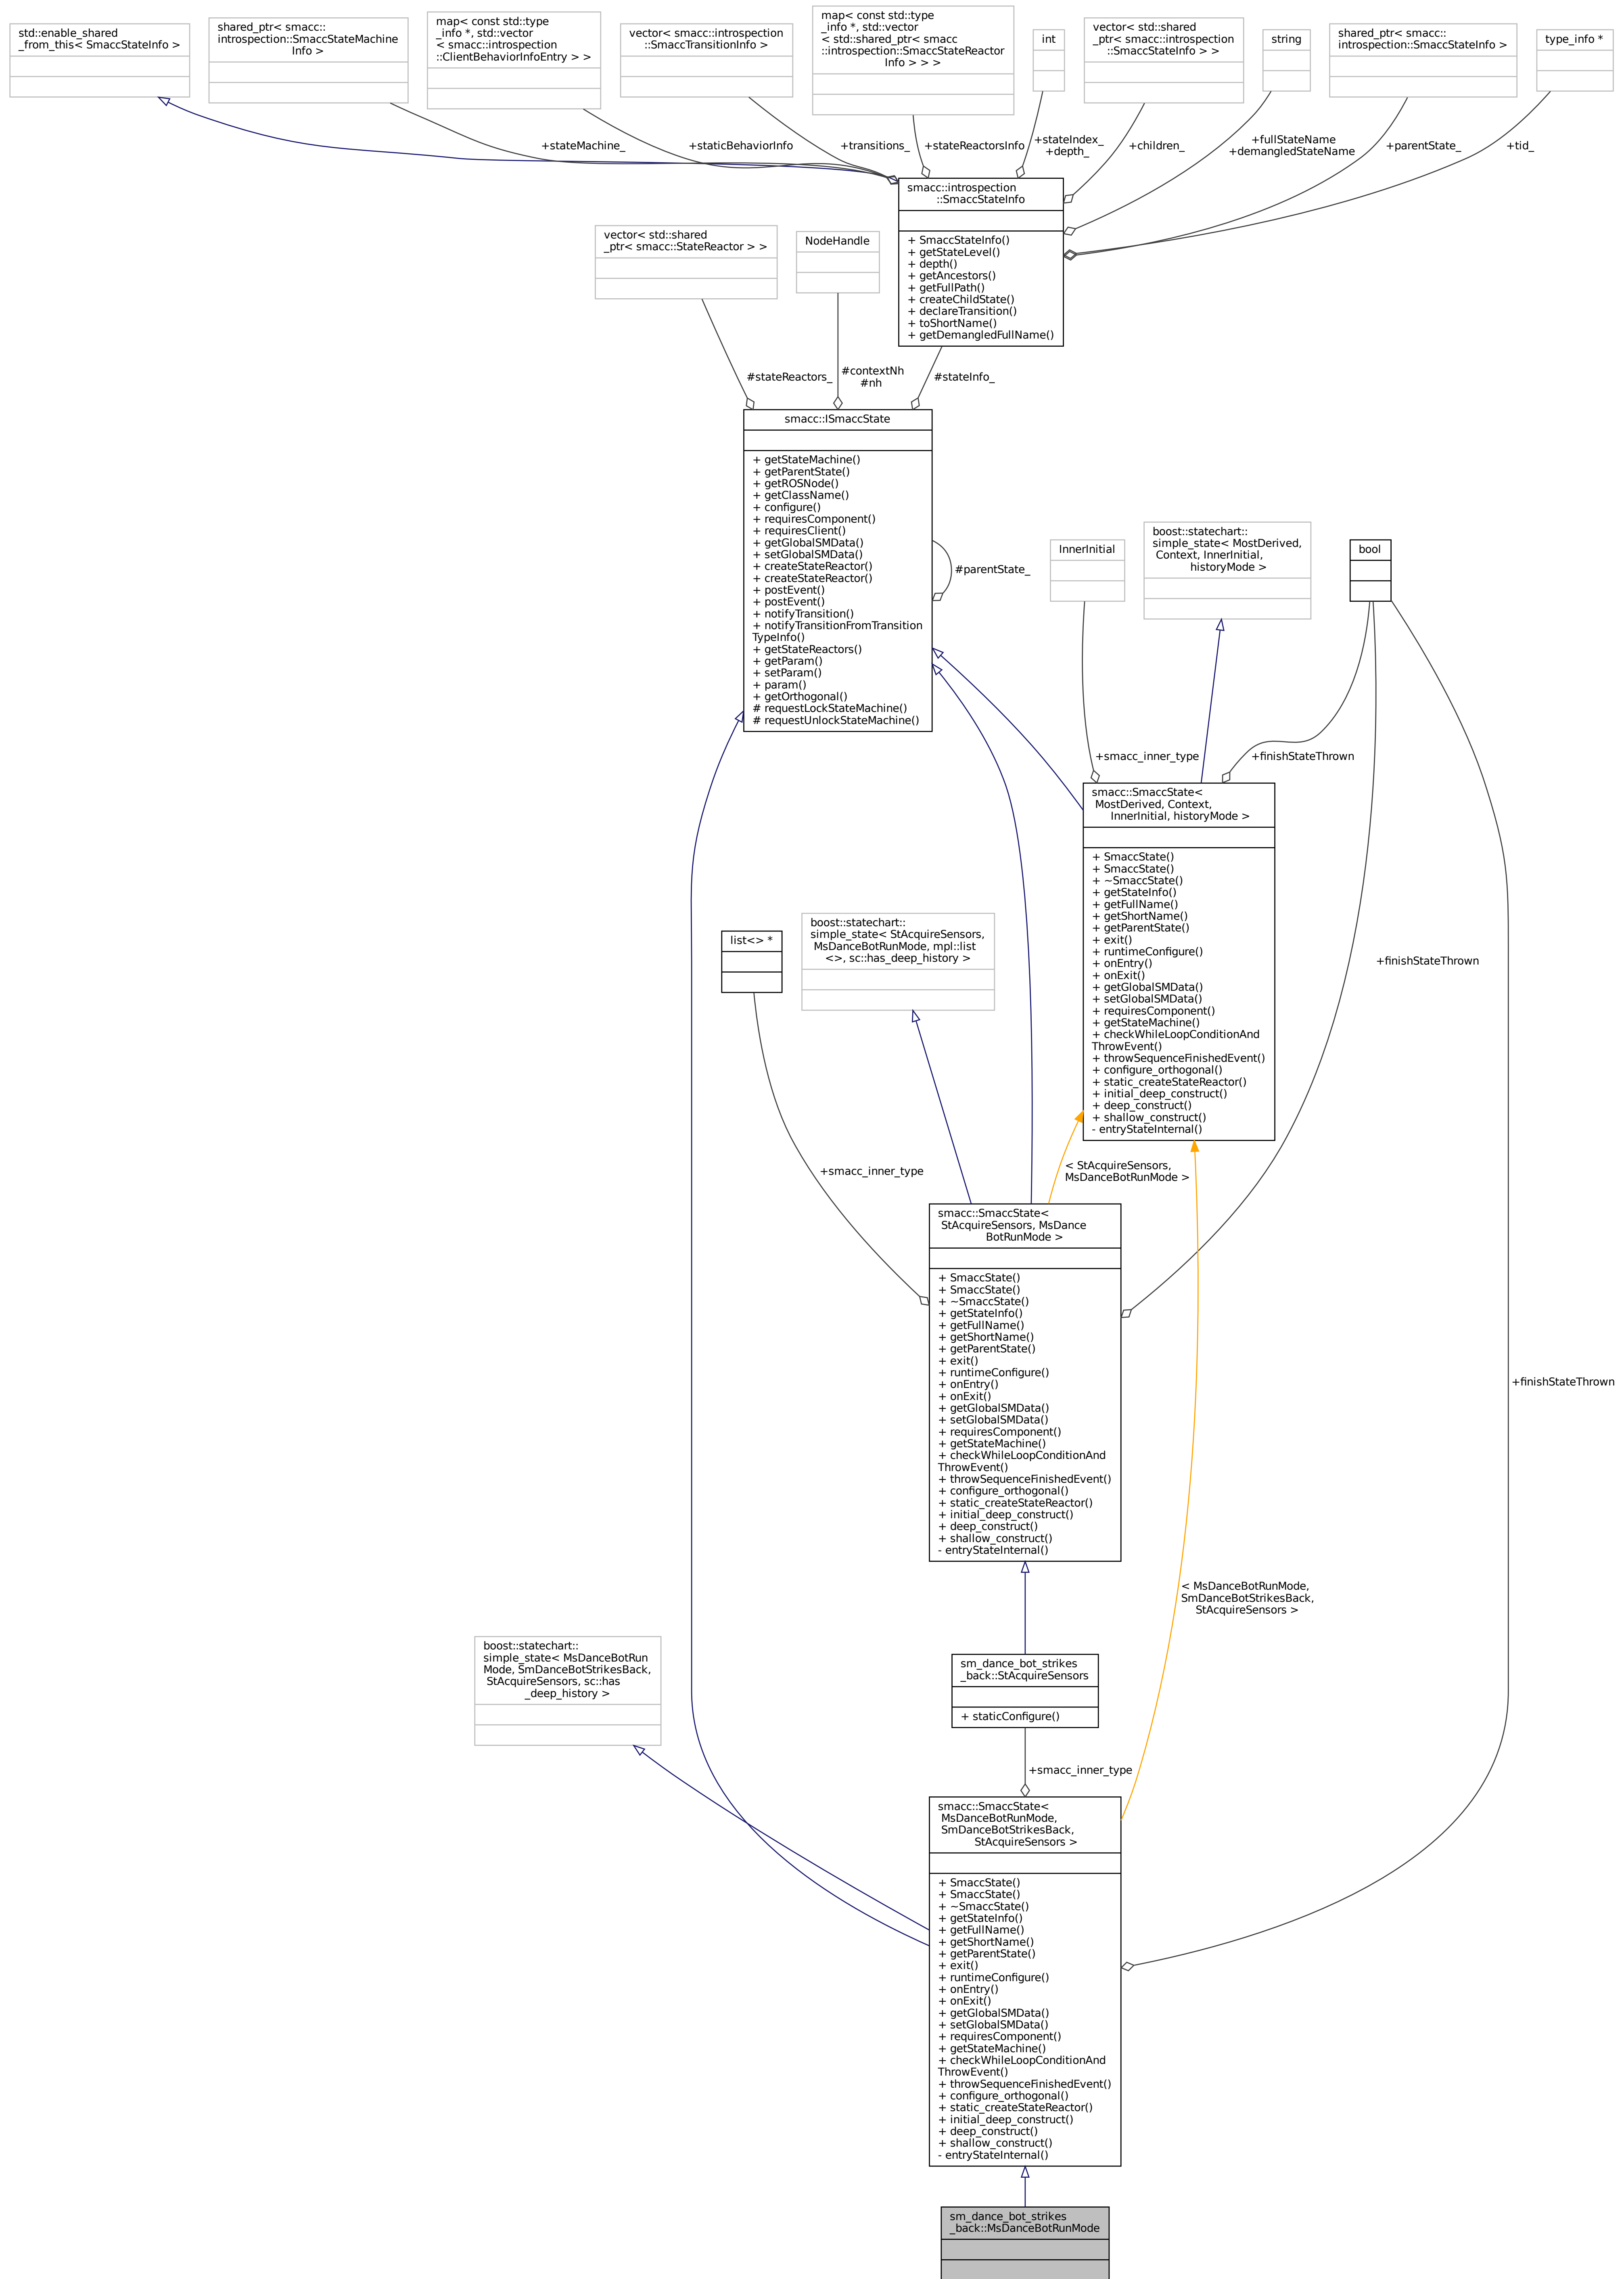 std::enable_shared
_from_this< SmaccStateInfo >
shared_ptr< smacc::
introspection::SmaccStateMachine
Info >
map< const std::type
_info *, std::vector
< smacc::introspection
::ClientBehaviorInfoEntry > >
vector< smacc::introspection
::SmaccTransitionInfo >
map< const std::type
_info *, std::vector
< std::shared_ptr< smacc
::introspection::SmaccStateReactor
Info > > >
int
vector< std::shared
_ptr< smacc::introspection
::SmaccStateInfo > >
string
shared_ptr< smacc::
introspection::SmaccStateInfo >
type_info *
+stateMachine_
+staticBehaviorInfo
+transitions_
+stateReactorsInfo
+stateIndex_
+depth_
+children_
+fullStateName
+demangledStateName
+parentState_
+tid_
smacc::introspection
::SmaccStateInfo
+ SmaccStateInfo()
+ getStateLevel()
+ depth()
+ getAncestors()
+ getFullPath()
+ createChildState()
+ declareTransition()
+ toShortName()
+ getDemangledFullName()
vector< std::shared
_ptr< smacc::StateReactor > >
NodeHandle
#stateReactors_
#contextNh
#nh
#stateInfo_
smacc::ISmaccState
+ getStateMachine()
+ getParentState()
+ getROSNode()
+ getClassName()
+ configure()
+ requiresComponent()
+ requiresClient()
+ getGlobalSMData()
+ setGlobalSMData()
+ createStateReactor()
+ createStateReactor()
+ postEvent()
+ postEvent()
+ notifyTransition()
+ notifyTransitionFromTransition
TypeInfo()
+ getStateReactors()
+ getParam()
+ setParam()
+ param()
+ getOrthogonal()
# requestLockStateMachine()
# requestUnlockStateMachine()
#parentState_
InnerInitial
boost::statechart::
simple_state< MostDerived,
Context, InnerInitial,
historyMode >
bool
+smacc_inner_type
+finishStateThrown
smacc::SmaccState<
MostDerived, Context,
InnerInitial, historyMode >
+ SmaccState()
+ SmaccState()
+ ~SmaccState()
+ getStateInfo()
+ getFullName()
+ getShortName()
+ getParentState()
+ exit()
+ runtimeConfigure()
+ onEntry()
+ onExit()
+ getGlobalSMData()
+ setGlobalSMData()
+ requiresComponent()
+ getStateMachine()
+ checkWhileLoopConditionAnd
ThrowEvent()
+ throwSequenceFinishedEvent()
+ configure_orthogonal()
+ static_createStateReactor()
+ initial_deep_construct()
+ deep_construct()
+ shallow_construct()
- entryStateInternal()
list<> *
boost::statechart::
simple_state< StAcquireSensors,
MsDanceBotRunMode, mpl::list
<>, sc::has_deep_history >
+finishStateThrown
+smacc_inner_type
< StAcquireSensors,
MsDanceBotRunMode >
smacc::SmaccState<
StAcquireSensors, MsDance
BotRunMode >
+ SmaccState()
+ SmaccState()
+ ~SmaccState()
+ getStateInfo()
+ getFullName()
+ getShortName()
+ getParentState()
+ exit()
+ runtimeConfigure()
+ onEntry()
+ onExit()
+ getGlobalSMData()
+ setGlobalSMData()
+ requiresComponent()
+ getStateMachine()
+ checkWhileLoopConditionAnd
ThrowEvent()
+ throwSequenceFinishedEvent()
+ configure_orthogonal()
+ static_createStateReactor()
+ initial_deep_construct()
+ deep_construct()
+ shallow_construct()
- entryStateInternal()
+finishStateThrown
< MsDanceBotRunMode,
SmDanceBotStrikesBack,
StAcquireSensors >
boost::statechart::
simple_state< MsDanceBotRun
Mode, SmDanceBotStrikesBack,
StAcquireSensors, sc::has
_deep_history >
sm_dance_bot_strikes
_back::StAcquireSensors
+ staticConfigure()
+smacc_inner_type
smacc::SmaccState<
MsDanceBotRunMode,
SmDanceBotStrikesBack,
StAcquireSensors >
+ SmaccState()
+ SmaccState()
+ ~SmaccState()
+ getStateInfo()
+ getFullName()
+ getShortName()
+ getParentState()
+ exit()
+ runtimeConfigure()
+ onEntry()
+ onExit()
+ getGlobalSMData()
+ setGlobalSMData()
+ requiresComponent()
+ getStateMachine()
+ checkWhileLoopConditionAnd
ThrowEvent()
+ throwSequenceFinishedEvent()
+ configure_orthogonal()
+ static_createStateReactor()
+ initial_deep_construct()
+ deep_construct()
+ shallow_construct()
- entryStateInternal()
sm_dance_bot_strikes
_back::MsDanceBotRunMode